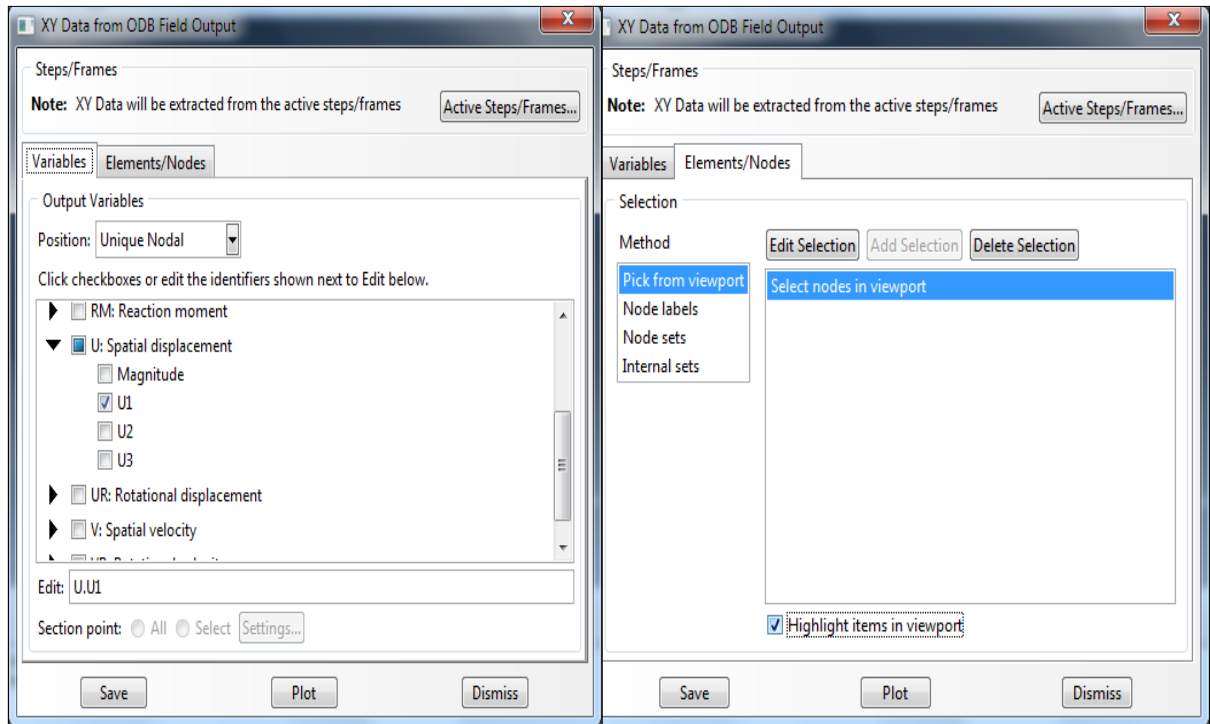 XY Data from ODB Field Output
Steps/Frames
Note: XY Data will be extracted from the active steps/frames
Active Steps/Frames...
Variables
Elements/Nodes
Output Variables
Position: Unique Nodal
Click checkboxes or edit the identifiers shown next to Edit below.
RM: Reaction moment
U: Spatial displacement
Magnitude
U1
U2
U3
UR: Rotational displacement
V: Spatial velocity
Edit: U.U1
Section point: All Select Settings...
Save Plot Dismiss
XY Data from ODB Field Output
Steps/Frames
Note: XY Data will be extracted from the active steps/frames
Active Steps/Frames...
Variables
Elements/Nodes
Selection
Method
Edit Selection Add Selection Delete Selection
Pick from viewport
Node labels
Node sets
Internal sets
Select nodes in viewport
Highlight items in viewport
Save Plot Dismiss